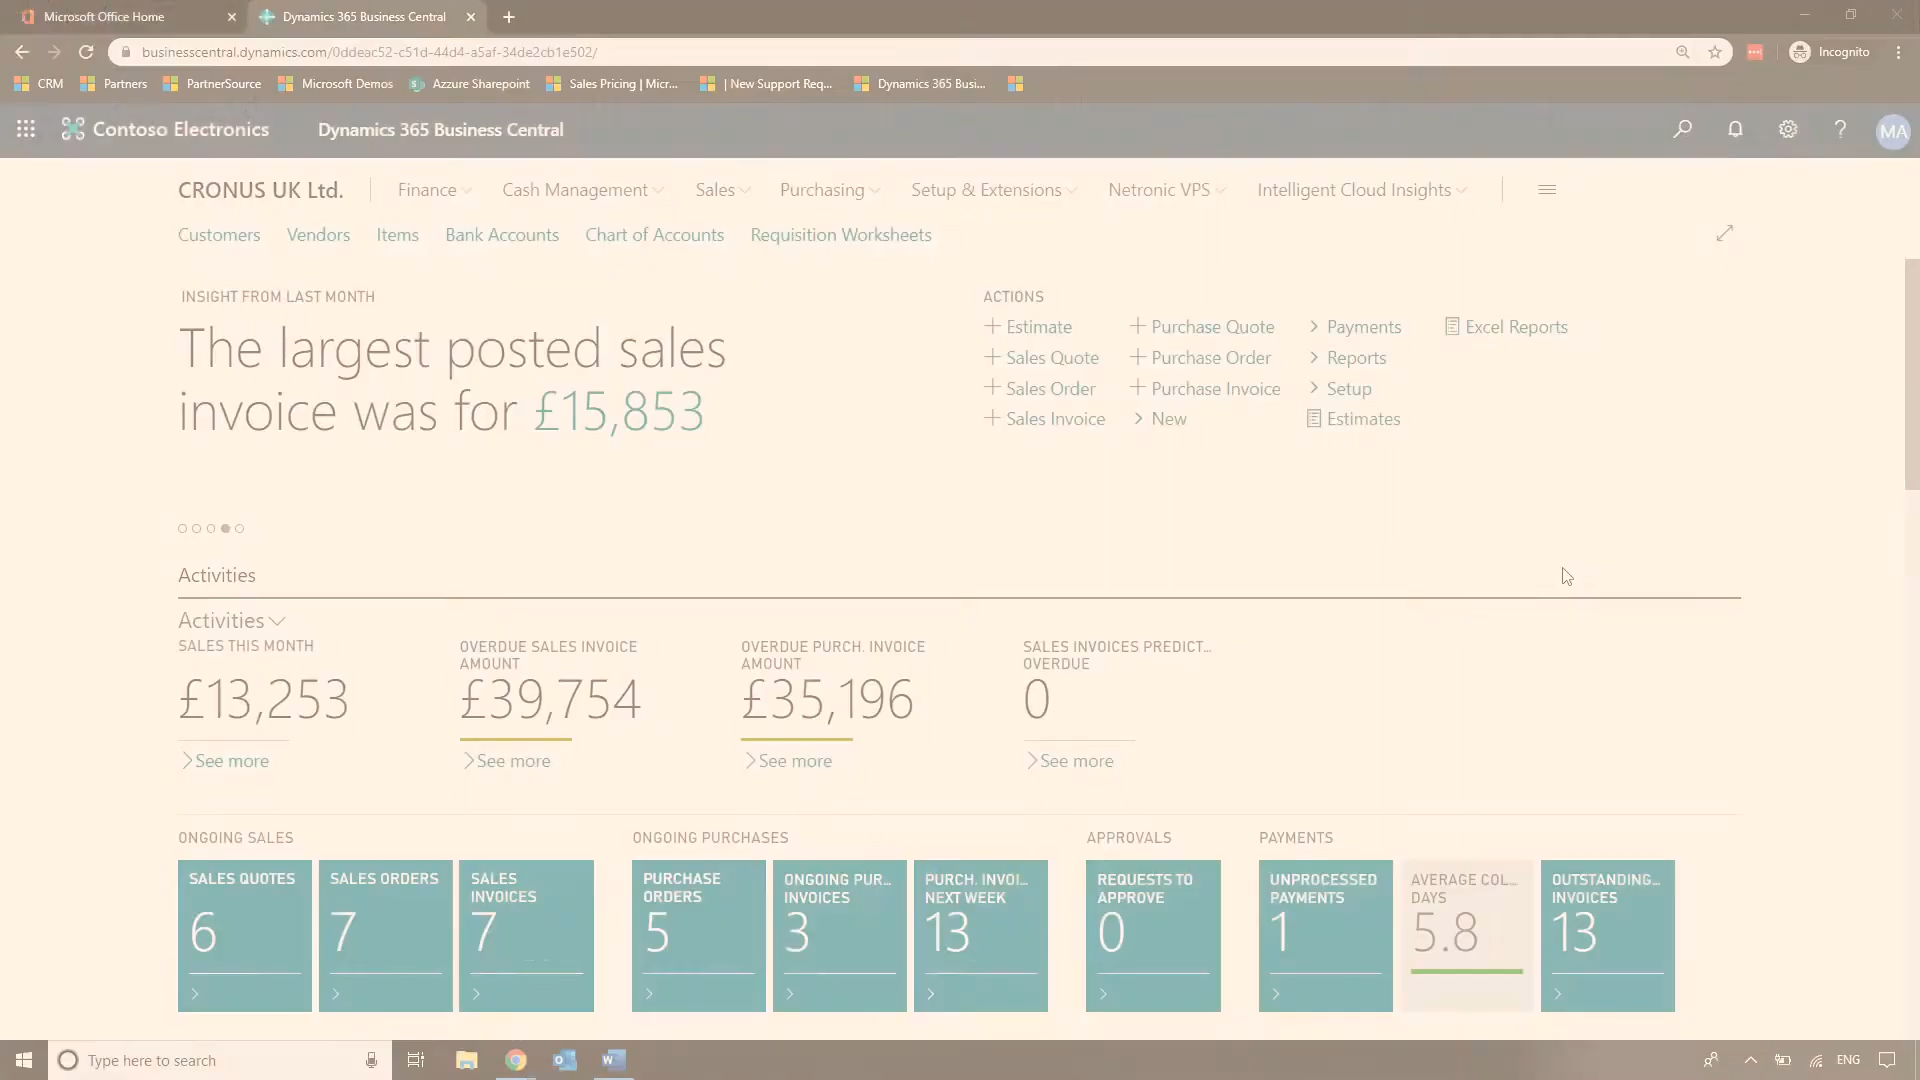 Microsoft Office Home
Dynamics 365 Business Central
businesscentral.dynamics.com/0ddeac52-c51d-44d4-a5af-34de2cb1e502/
Incognito
CRM
Partners
PartnerSource
Microsoft Demos
Azzure Sharepoint
Sales Pricing | Micr...
| New Support Req...
Dynamics 365 Busi...
Contoso Electronics
Dynamics 365 Business Central
MA
CRONUS UK Ltd.
Finance
Cash Management
Sales
Purchasing
Setup & Extensions
Netronic VPS
Intelligent Cloud Insights
Customers
Vendors
Items
Bank Accounts
Chart of Accounts
Requisition Worksheets
INSIGHT FROM LAST MONTH
The largest posted sales
invoice was for £15,853
ACTIONS
Estimate
Purchase Quote
Payments
Excel Reports
Sales Quote
Purchase Order
Reports
Sales Order
Purchase Invoice
Setup
Sales Invoice
New
Estimates
Activities
Activities
SALES THIS MONTH
£13,253
See more
OVERDUE SALES INVOICE
AMOUNT
£39,754
See more
OVERDUE PURCH. INVOICE
AMOUNT
£35,196
See more
SALES INVOICES PREDICT...
OVERDUE
0
See more
ONGOING SALES
SALES QUOTES
6
SALES ORDERS
7
SALES
INVOICES
7
ONGOING PURCHASES
PURCHASE
ORDERS
5
ONGOING PUR...
INVOICES
3
PURCH. INVOI...
NEXT WEEK
13
APPROVALS
REQUESTS TO
APPROVE
0
PAYMENTS
UNPROCESSED
PAYMENTS
1
AVERAGE COL...
DAYS
5.8
OUTSTANDING...
INVOICES
13
Type here to search
ENG